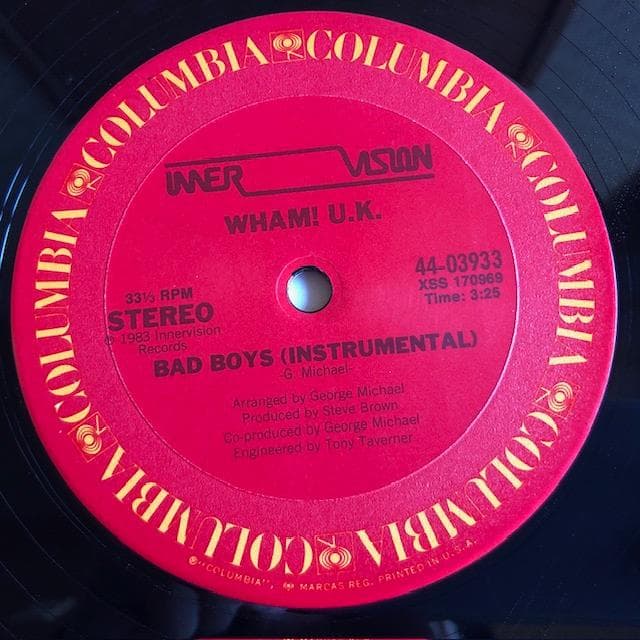 COLUMBIA COLUMBIA COLUMBIA COLUMBIA COLUMBIA COLUMBIA COLUMBIA
INNER VISION
WHAM! U.K.
44-03933
XSS 170969
Time: 3:25
33⅓ RPM
STEREO
℗ 1983 Innervision
Records
BAD BOYS (INSTRUMENTAL)
-G. Michael-
Arranged by George Michael
Produced by Steve Brown
Co-produced by George Michael
Engineered by Tony Taverner
®"COLUMBIA", MARCAS REG. PRINTED IN U.S.A.